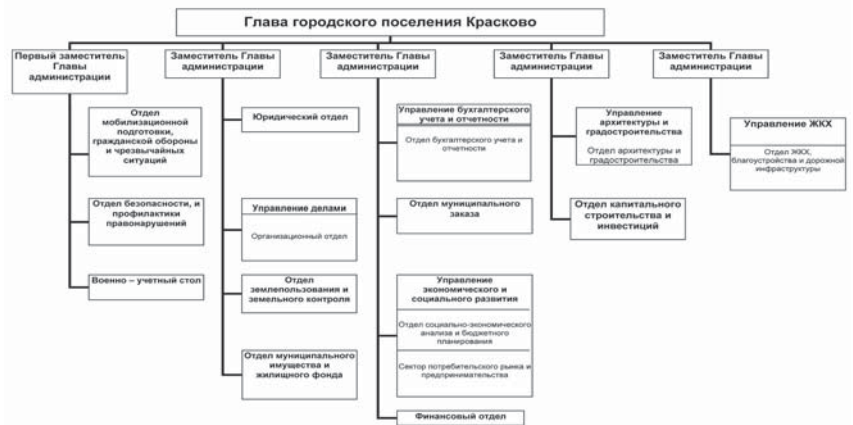 Глава городского поселения Красково
Первый заместитель
Главы
администрации
Заместитель Главы
администрации
Заместитель Главы
администрации
Заместитель Главы
администрации
Заместитель Главы
администрации
Отдел
мобилизационной
подготовки,
гражданской обороны
и чрезвычайных
ситуаций
Отдел безопасности, и
профилактики
правонарушений
Военно – учетный стол
Юридический отдел
Управление делами
Организационный отдел
Отдел
землепользования и
земельного контроля
Отдел муниципального
имущества и
жилищного фонда
Управление бухгалтерского
учета и отчетности
Отдел бухгалтерского учета и
отчетности
Отдел муниципального
заказа
Управление
экономического и
социального развития
Отдел социально-экономического
анализа и бюджетного
планирования
Сектор потребительского рынка и
предпринимательства
Финансовый отдел
Управление
архитектуры и
градостроительства
Отдел архитектуры и
градостроительства
Отдел капитального
строительства и
инвестиций
Управление ЖКХ
Отдел ЖКХ,
благоустройства и дорожной
инфраструктуры